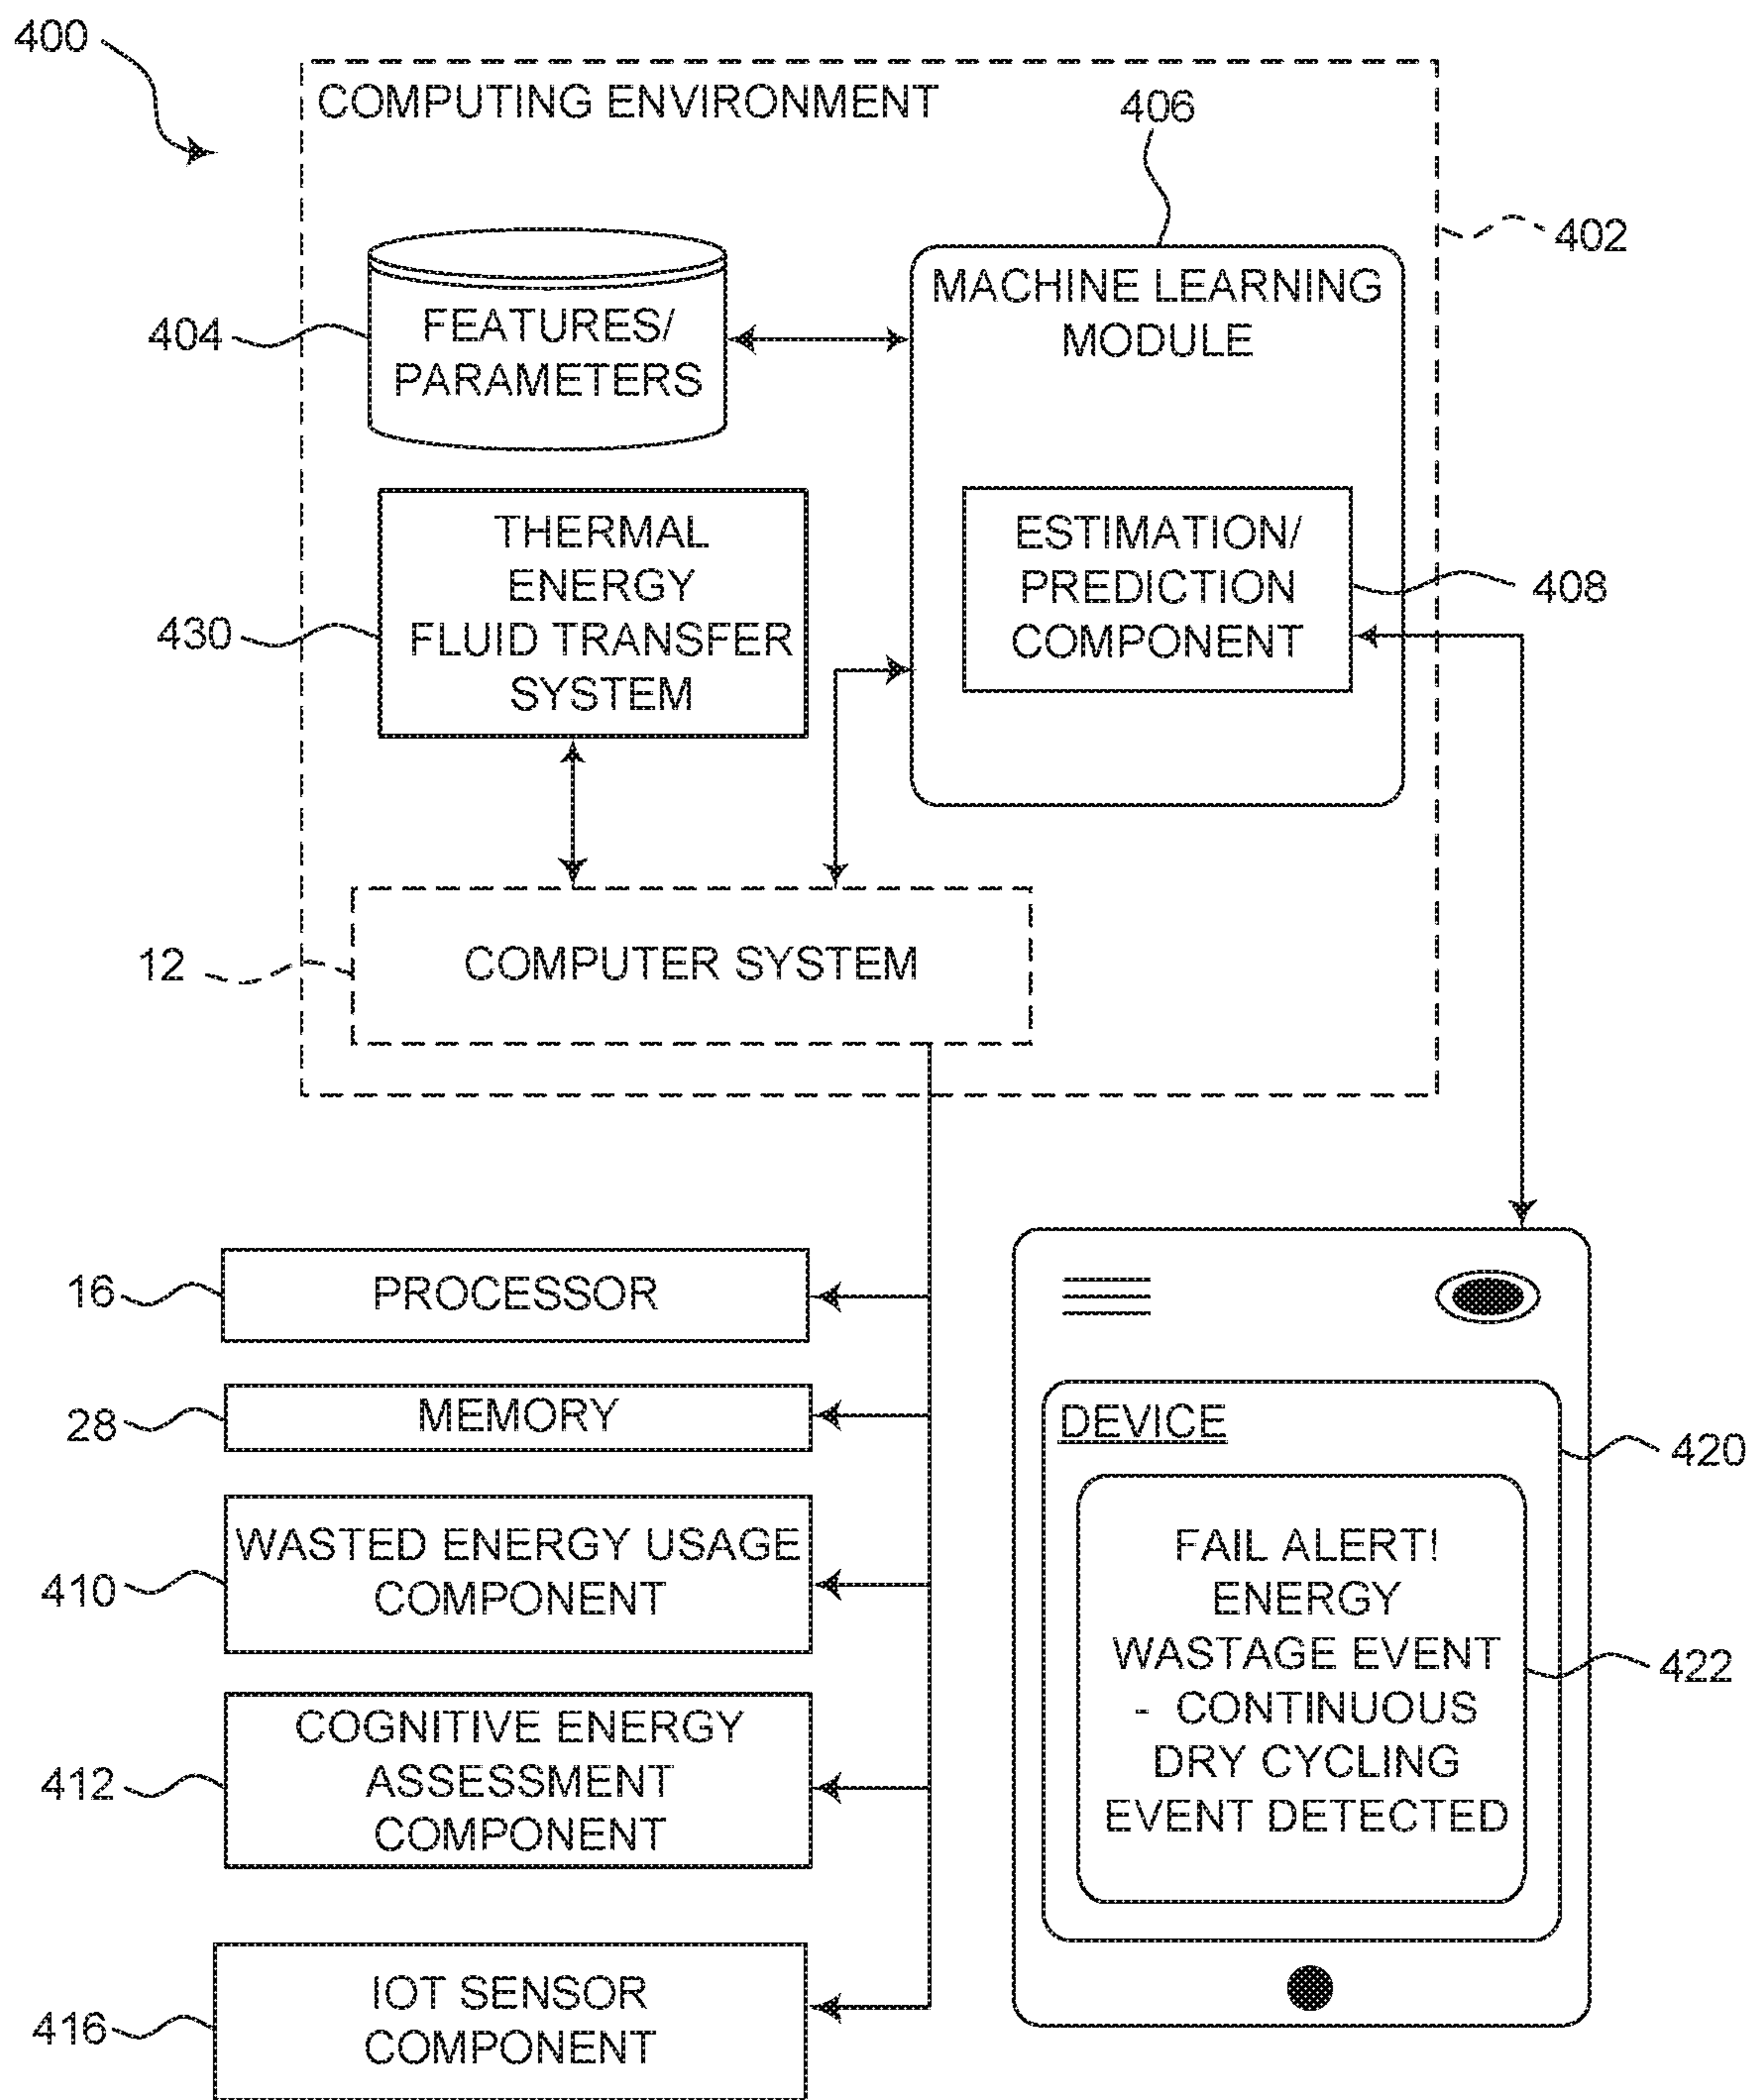 400
COMPUTING ENVIRONMENT
406
402
FEATURES/
PARAMETERS
404
MACHINE LEARNING
MODULE
THERMAL
ENERGY
FLUID TRANSFER
SYSTEM
430
ESTIMATION/
PREDICTION
COMPONENT
408
12
COMPUTER SYSTEM
16
PROCESSOR
28
MEMORY
410
WASTED ENERGY USAGE
COMPONENT
412
COGNITIVE ENERGY
ASSESSMENT
COMPONENT
416
IOT SENSOR
COMPONENT
DEVICE
420
FAIL ALERT!
ENERGY
WASTAGE EVENT
- CONTINUOUS
DRY CYCLING
EVENT DETECTED
422